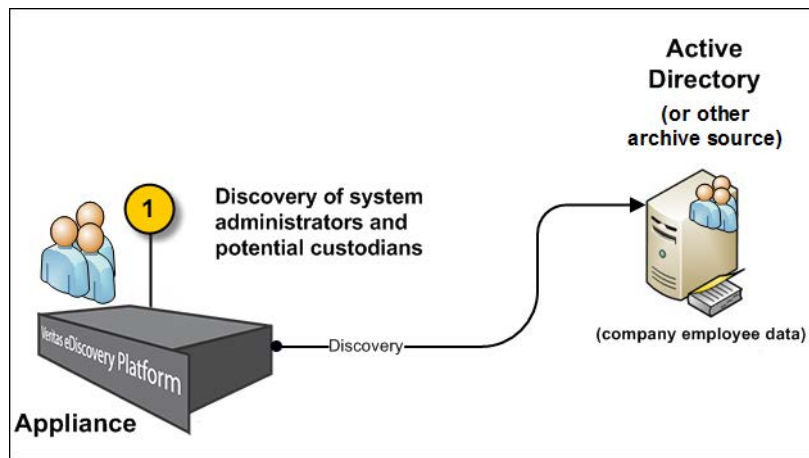 Active
Directory
(or other
archive source)
1
Discovery of system
administrators and
potential custodians
Veritas eDiscovery Platform
Discovery
(company employee data)
Appliance